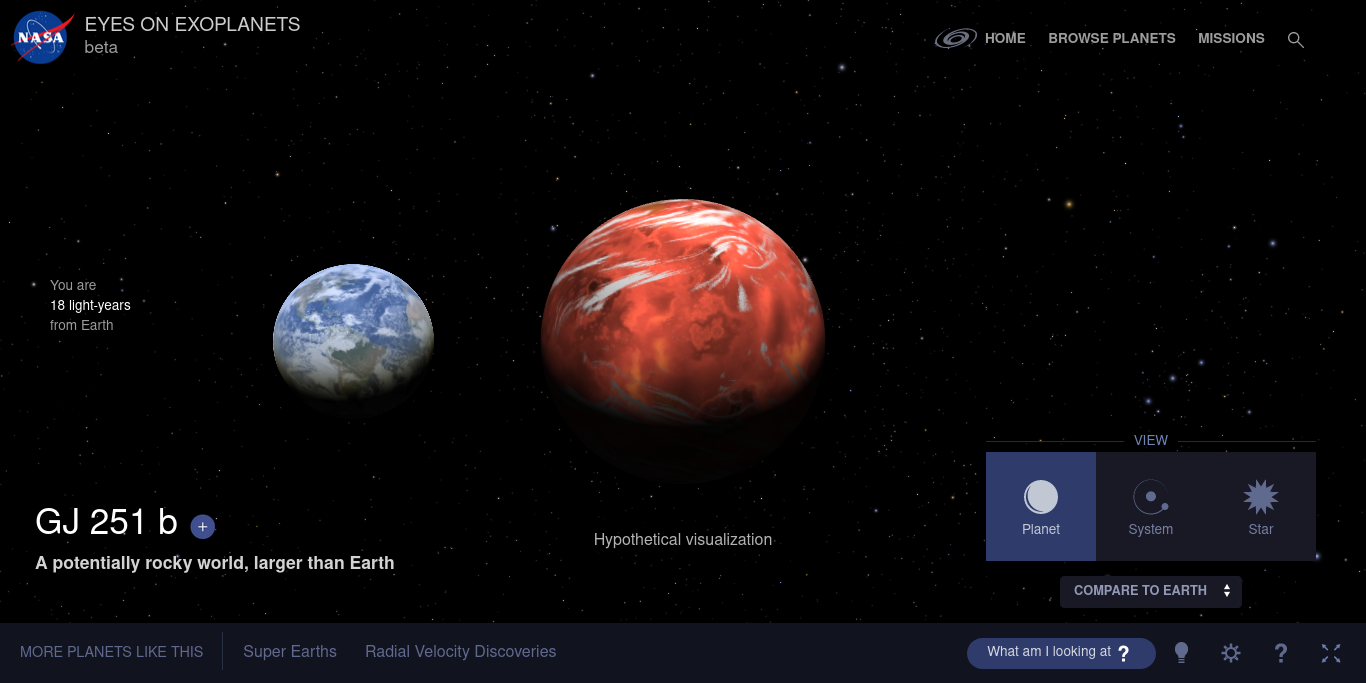 NASA
EYES ON EXOPLANETS
beta
HOME
BROWSE PLANETS
MISSIONS
You are
18 light-years
from Earth
VIEW
Planet
System
Star
GJ 251 b +
A potentially rocky world, larger than Earth
Hypothetical visualization
COMPARE TO EARTH
MORE PLANETS LIKE THIS
Super Earths
Radial Velocity Discoveries
What am I looking at ?
?